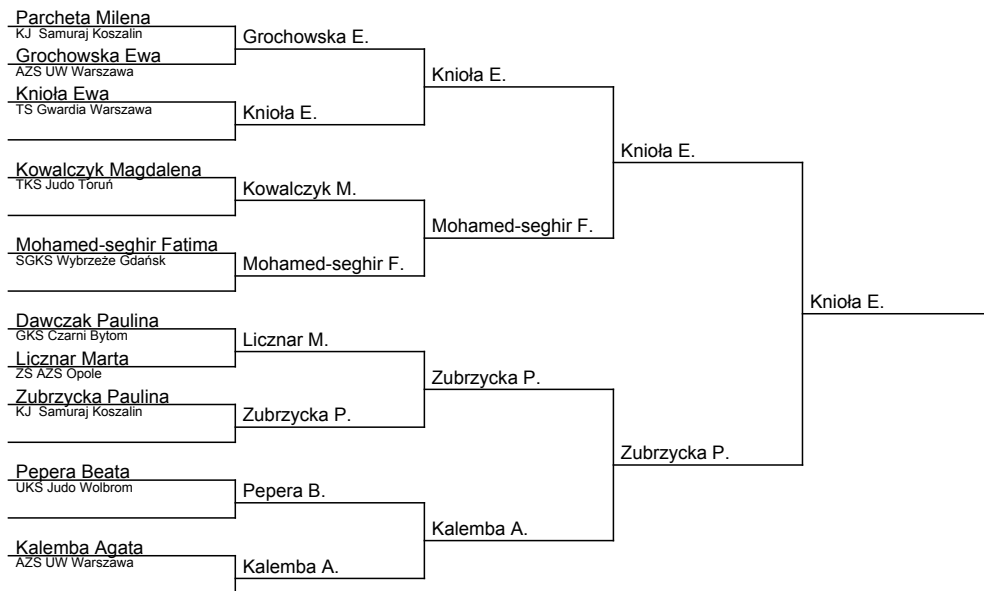 Parcheta Milena
KJ  Samuraj Koszalin
Grochowska Ewa
AZS UW Warszawa
Knioła Ewa
TS Gwardia Warszawa
Kowalczyk Magdalena
TKS Judo Toruń
Mohamed-seghir Fatima
SGKS Wybrzeże Gdańsk
Dawczak Paulina
GKS Czarni Bytom
Licznar Marta
ZS AZS Opole
Zubrzycka Paulina
KJ  Samuraj Koszalin
Pepera Beata
UKS Judo Wolbrom
Kalemba Agata
AZS UW Warszawa
Grochowska E.
Knioła E.
Kowalczyk M.
Mohamed-seghir F.
Licznar M.
Zubrzycka P.
Pepera B.
Kalemba A.
Knioła E.
Mohamed-seghir F.
Zubrzycka P.
Kalemba A.
Knioła E.
Zubrzycka P.
Knioła E.